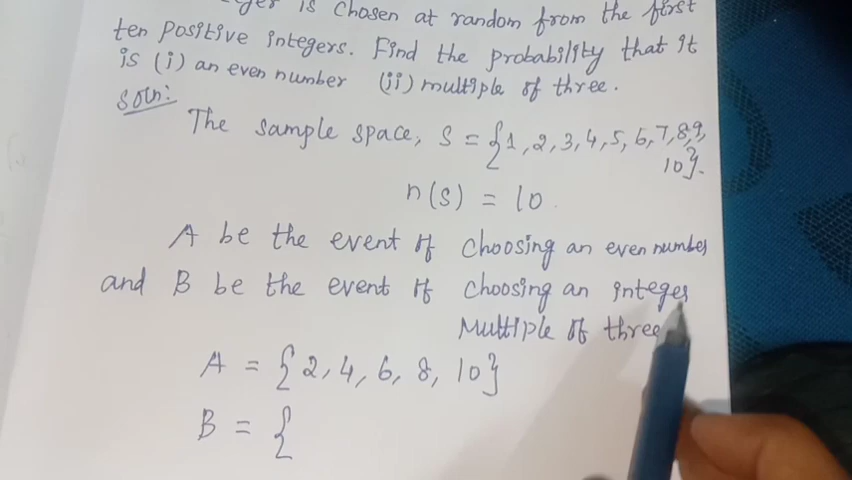 is chosen at random from the first
ten positive integers. Find the probability that it
is (i) an even number (ii) multiple of three.
Soln:
The sample space, S = {1, 2, 3, 4, 5, 6, 7, 8, 9,
10}.
n(S) = 10.
A be the event of choosing an even number
and B be the event of choosing an integer
Multiple of three
A = {2, 4, 6, 8, 10}
B = {